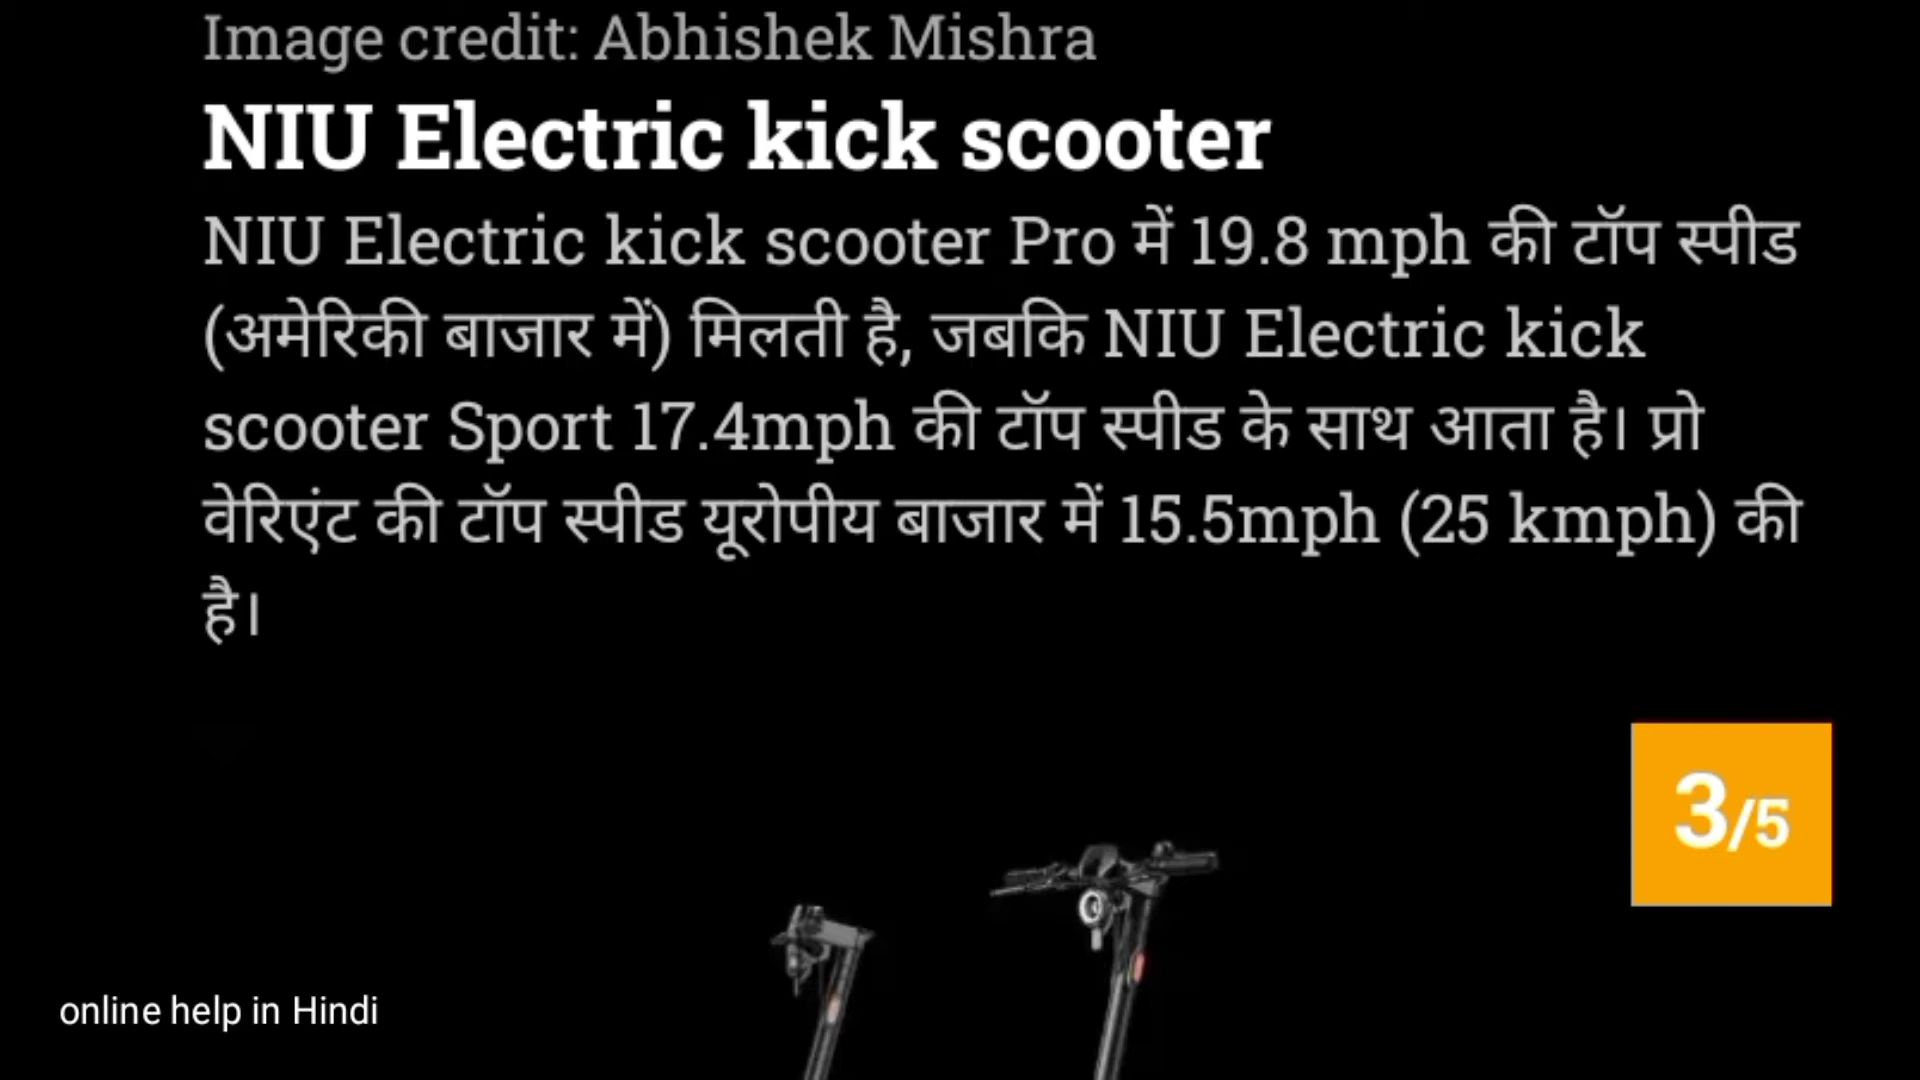 Image credit: Abhishek Mishra
NIU Electric kick scooter
NIU Electric kick scooter Pro में 19.8 mph की टॉप स्पीड
(अमेरिकी बाजार में) मिलती है, जबकि NIU Electric kick
scooter Sport 17.4mph की टॉप स्पीड के साथ आता है। प्रो
वेरिएंट की टॉप स्पीड यूरोपीय बाजार में 15.5mph (25 kmph) की
है।
3/5
online help in Hindi